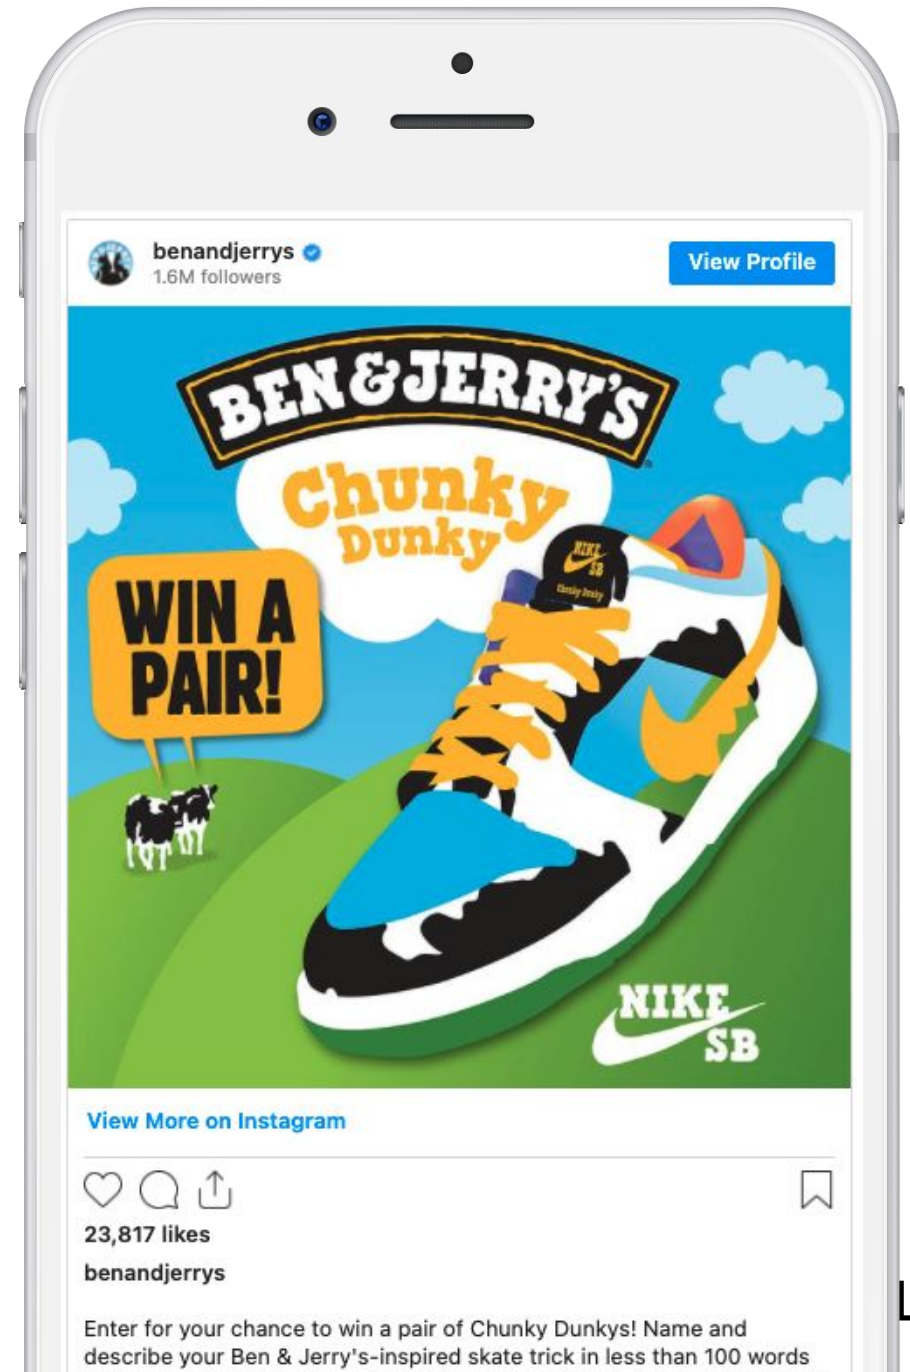 benandjerrys
1.6M followers
View Profile
BEN & JERRY'S
Chunky
Dunky
NIKE
SB
Chunky Dunky
WIN A
PAIR!
NIKE
SB
View More on Instagram
23,817 likes
benandjerrys
Enter for your chance to win a pair of Chunky Dunkys! Name and
describe your Ben & Jerry's-inspired skate trick in less than 100 words